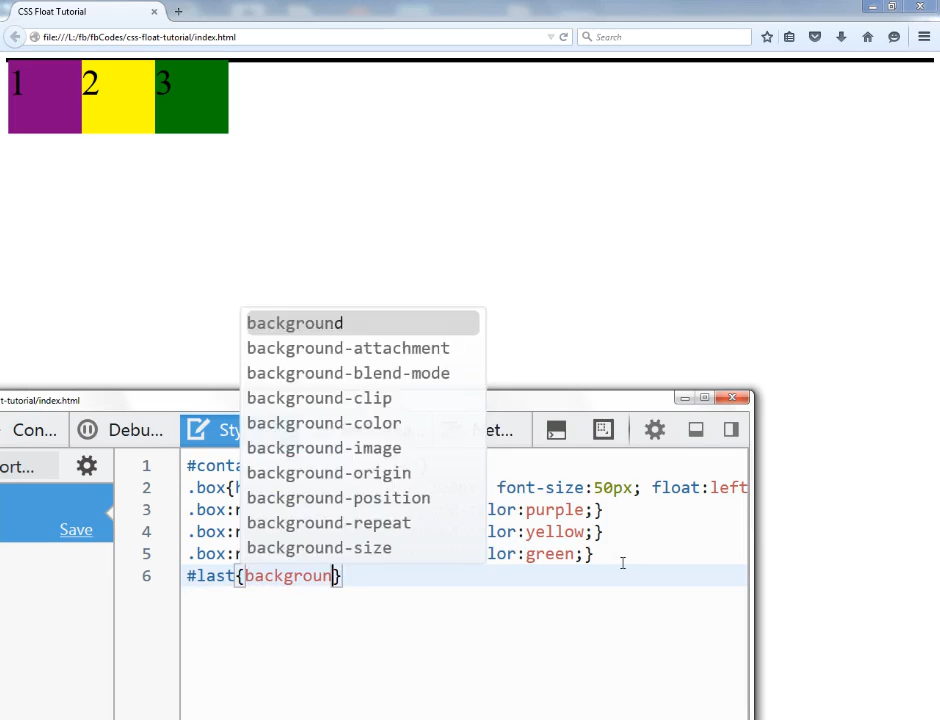 CSS Float Tutorial
file:///L:/fb/fbCodes/css-float-tutorial/index.html
Search
1 2 3
background
background-attachment
background-blend-mode
background-clip
background-color
background-image
background-origin
background-position
background-repeat
background-size
t-tutorial/index.html
Con... Debu... Sty et...
ort...
Save
1 #conta
2 .box{ font-size:50px; float:left
3 .box: lor:purple;}
4 .box: lor:yellow;}
5 .box: lor:green;}
6 #last{backgroun}